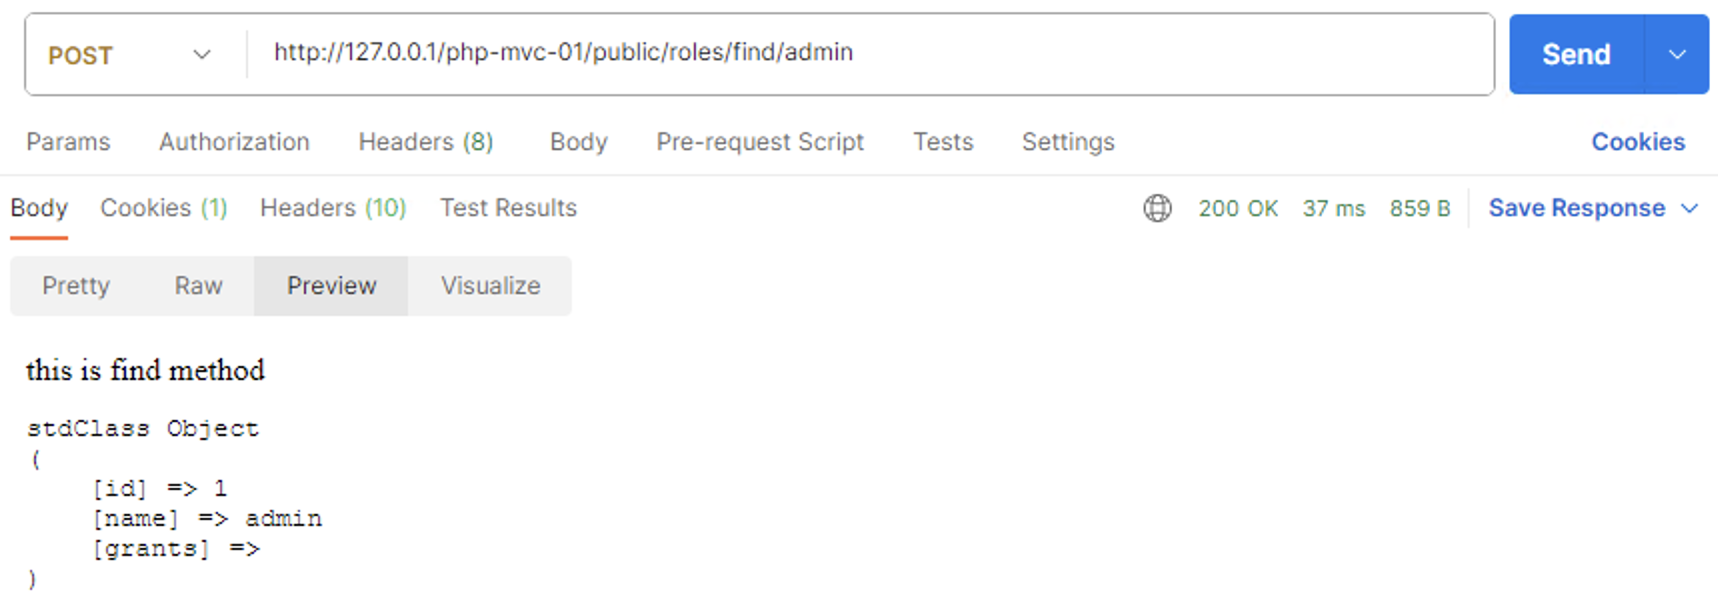 POST http://127.0.0.1/php-mvc-01/public/roles/find/admin Send
Params Authorization Headers (8) Body Pre-request Script Tests Settings Cookies
Body Cookies (1) Headers (10) Test Results 200 OK 37 ms 859 B Save Response
Pretty Raw Preview Visualize
this is find method
stdClass Object
(
[id] => 1
[name] => admin
[grants] =>
)